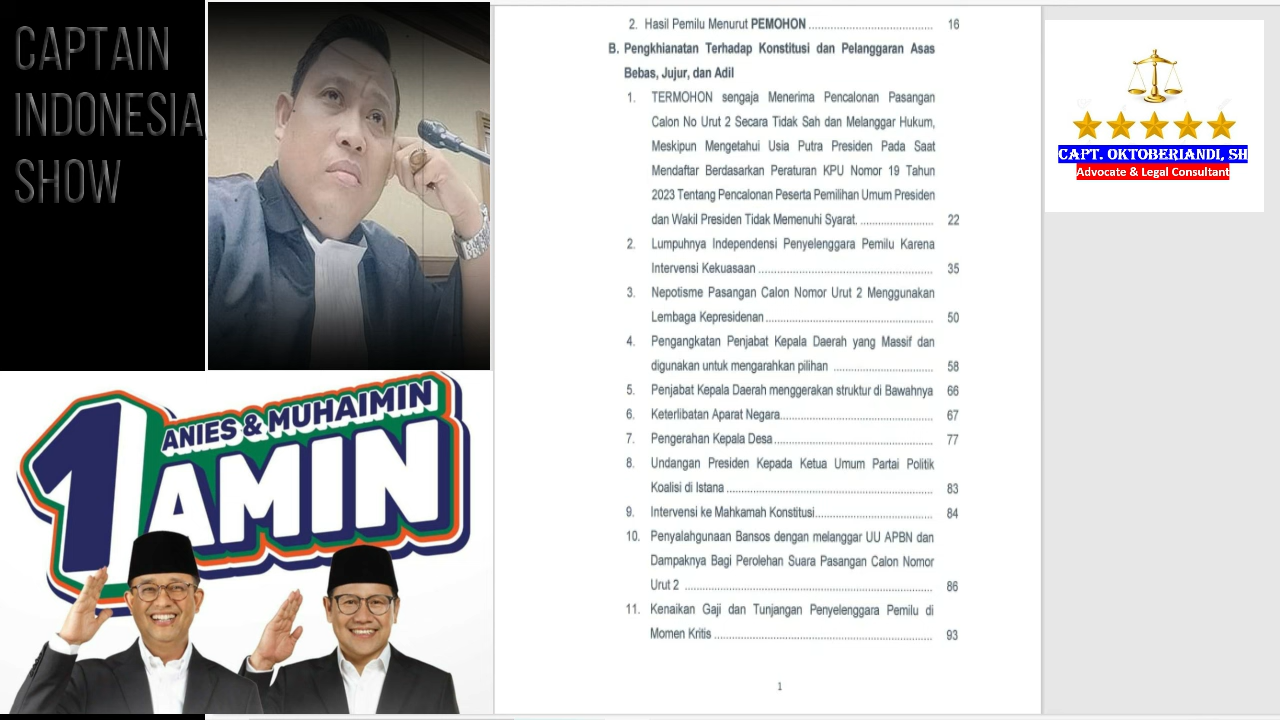 CAPTAIN
INDONESIA
SHOW
ANIES & MUHAIMIN
1
AMIN
2. Hasil Pemilu Menurut PEMOHON .................................... 16
B. Pengkhianatan Terhadap Konstitusi dan Pelanggaran Asas
Bebas, Jujur, dan Adil
1. TERMOHON sengaja Menerima Pencalonan Pasangan
Calon No Urut 2 Secara Tidak Sah dan Melanggar Hukum,
Meskipun Mengetahui Usia Putra Presiden Pada Saat
Mendaftar Berdasarkan Peraturan KPU Nomor 19 Tahun
2023 Tentang Pencalonan Peserta Pemilihan Umum Presiden
dan Wakil Presiden Tidak Memenuhi Syarat. ..................... 22
2. Lumpuhnya Independensi Penyelenggara Pemilu Karena
Intervensi Kekuasaan .................................................. 35
3. Nepotisme Pasangan Calon Nomor Urut 2 Menggunakan
Lembaga Kepresidenan ................................................ 50
4. Pengangkatan Penjabat Kepala Daerah yang Massif dan
digunakan untuk mengarahkan pilihan ............................ 58
5. Penjabat Kepala Daerah menggerakan struktur di Bawahnya 66
6. Keterlibatan Aparat Negara............................................ 67
7. Pengerahan Kepala Desa .............................................. 77
8. Undangan Presiden Kepada Ketua Umum Partai Politik
Koalisi di Istana ........................................................... 83
9. Intervensi ke Mahkamah Konstitusi.................................. 84
10. Penyalahgunaan Bansos dengan melanggar UU APBN dan
Dampaknya Bagi Perolehan Suara Pasangan Calon Nomor
Urut 2 ....................................................................... 86
11. Kenaikan Gaji dan Tunjangan Penyelenggara Pemilu di
Momen Kritis .............................................................. 93
1
CAPT. OKTOBERIANDI, SH
Advocate & Legal Consultant